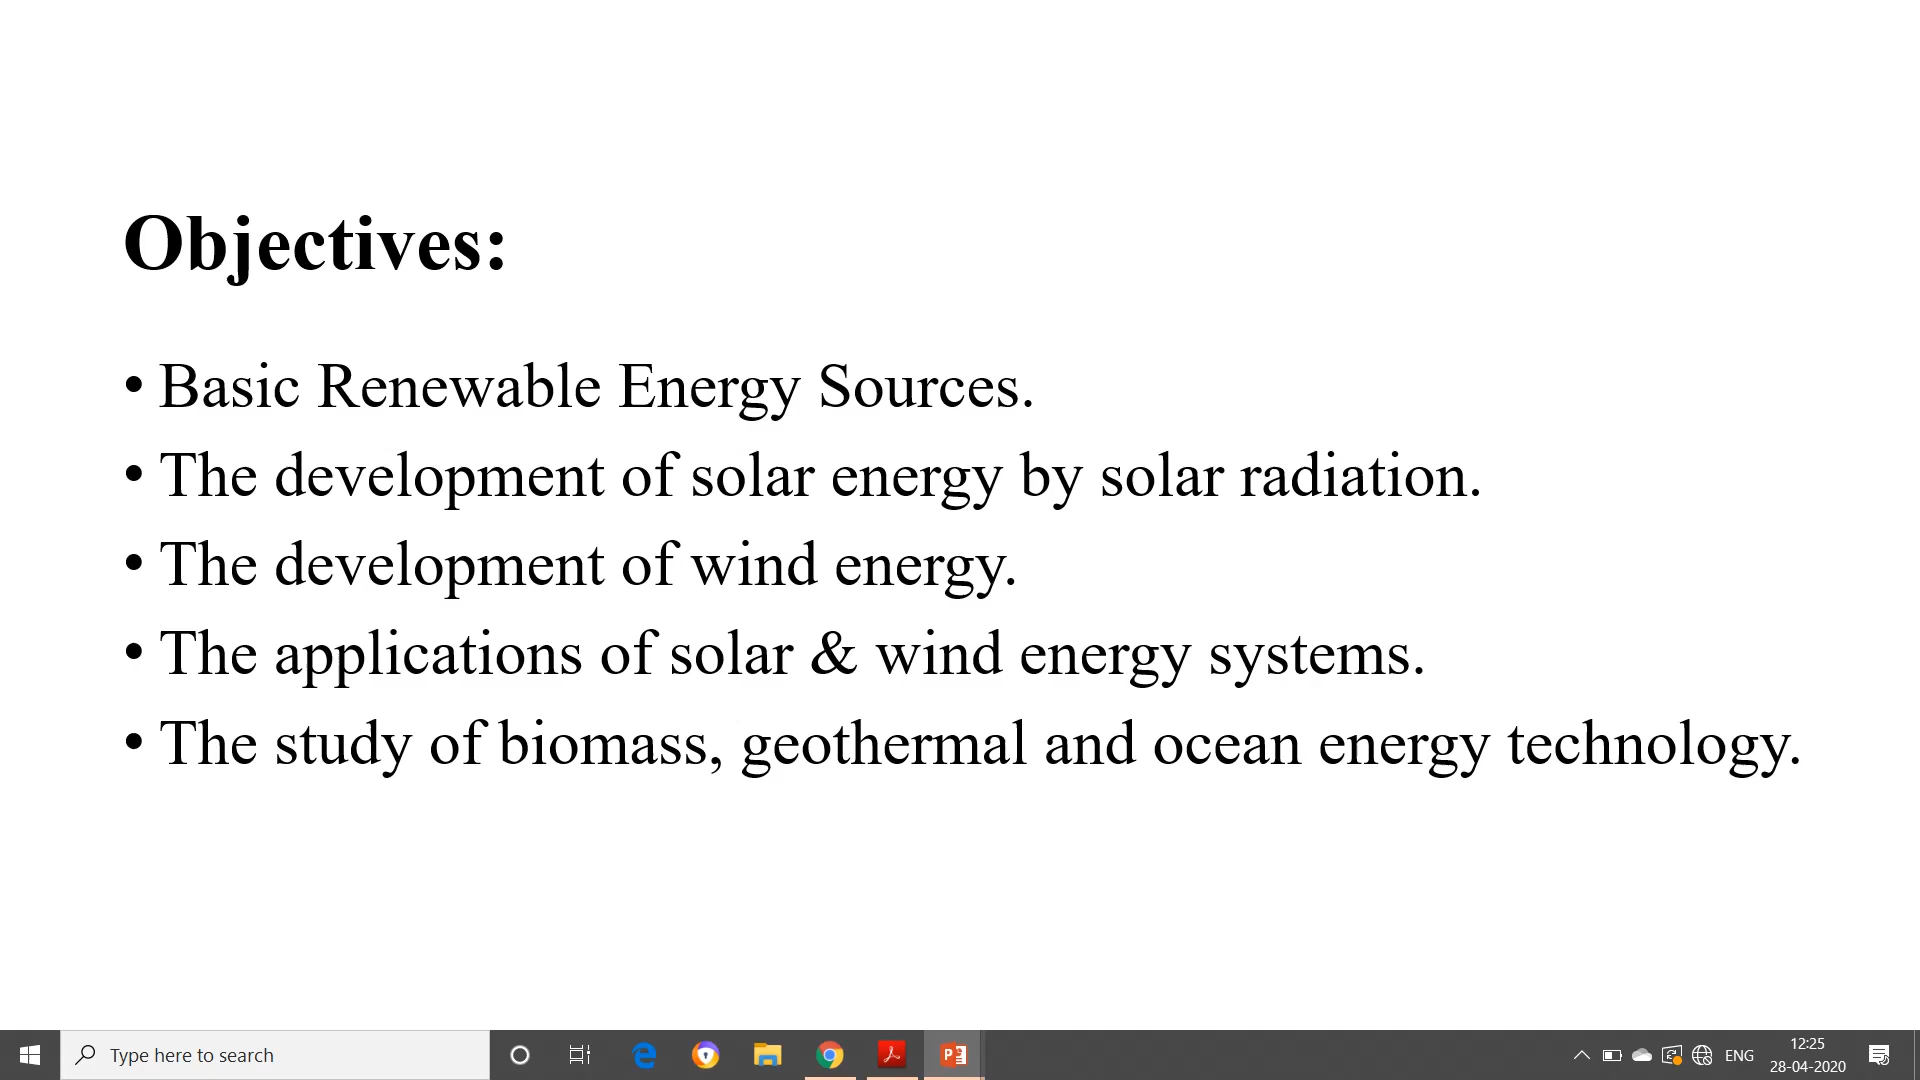 Objectives:
• Basic Renewable Energy Sources.
• The development of solar energy by solar radiation.
• The development of wind energy.
• The applications of solar & wind energy systems.
• The study of biomass, geothermal and ocean energy technology.
Type here to search
ENG
12:25
28-04-2020